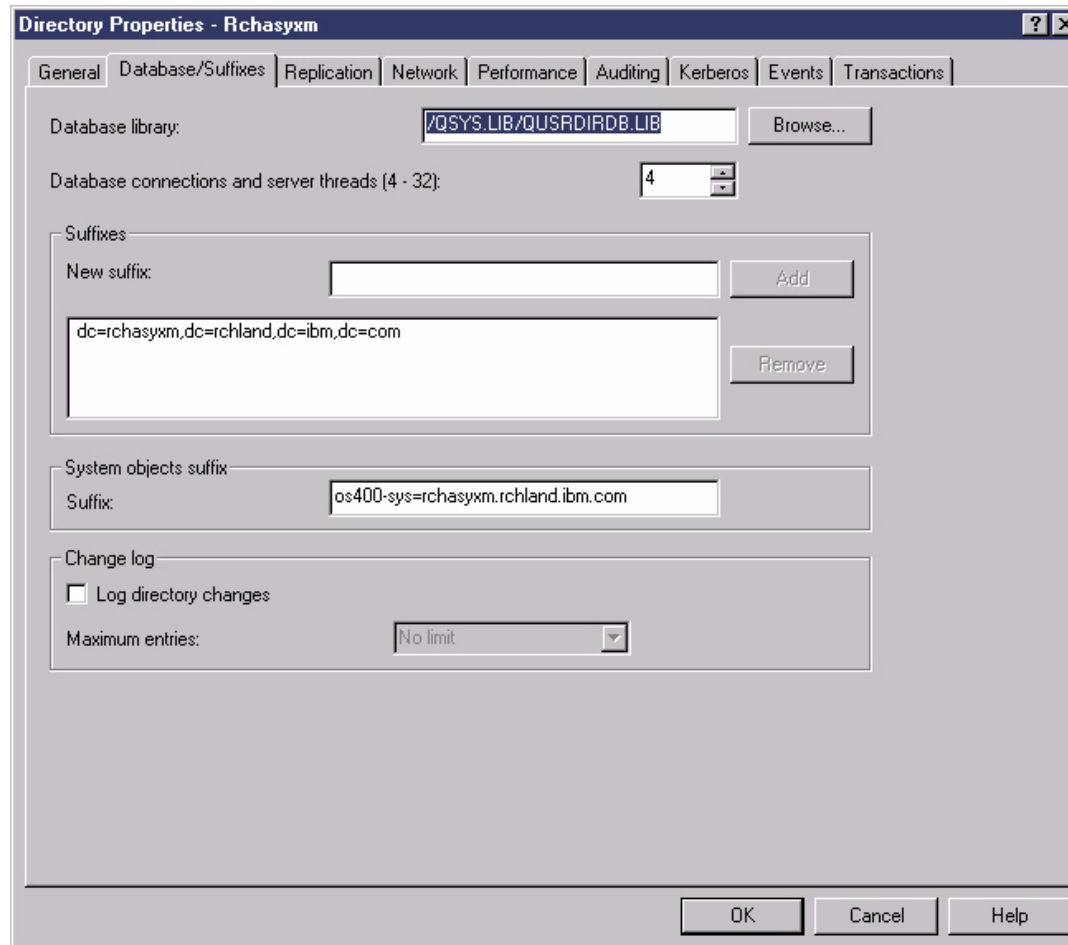 Directory Properties - Rchasyxm
General Database/Suffixes Replication Network Performance Auditing Kerberos Events Transactions
Database library: /QSYS.LIB/QUSRDIRDB.LIB Browse...
Database connections and server threads (4 - 32): 4
Suffixes
New suffix: Add
dc=rchasyxm,dc=rchland,dc=ibm,dc=com
Remove
System objects suffix
Suffix: os400-sys=rchasyxm.rchland.ibm.com
Change log
Log directory changes
Maximum entries: No limit
OK Cancel Help